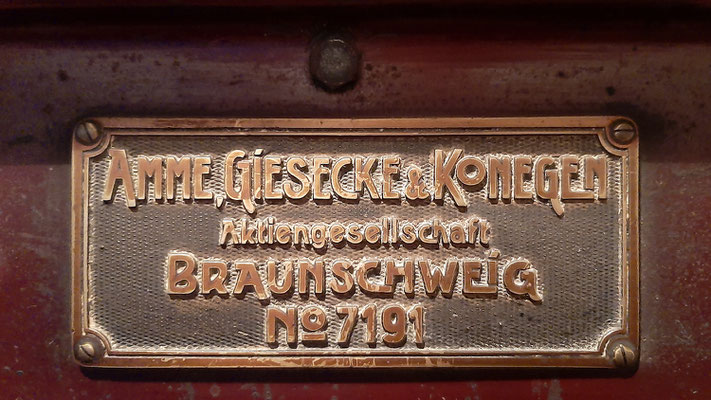 Amme, Giesecke & Konegen
Aktiengesellschaft
Braunschweig
No 7191